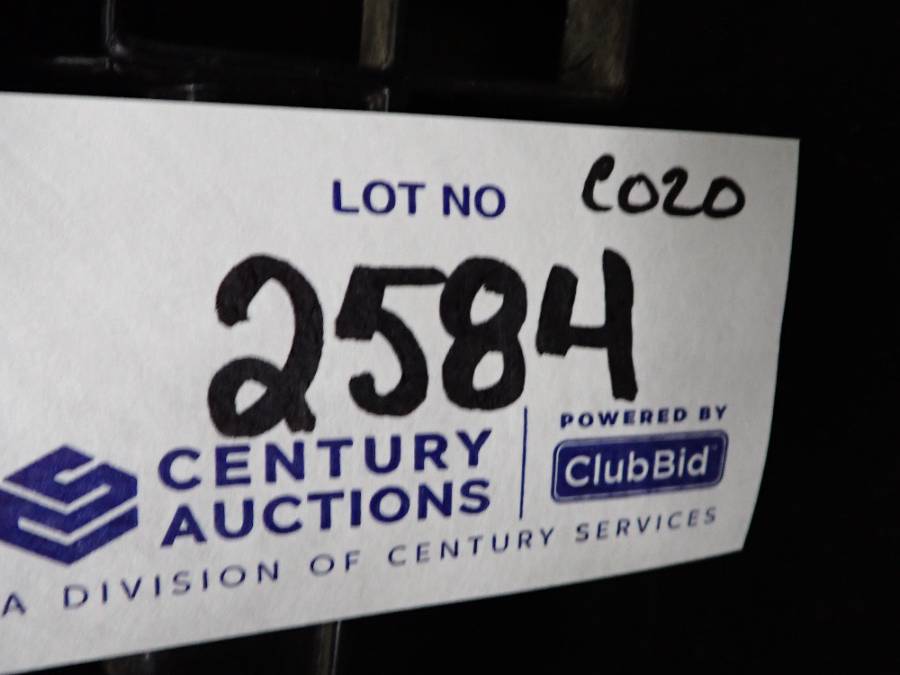 LOT NO C020
2584
CENTURY AUCTIONS
POWERED BY
ClubBid
A DIVISION OF CENTURY SERVICES